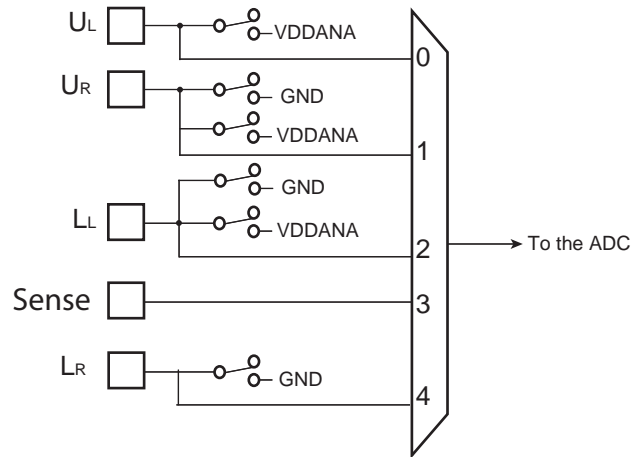 UL
VDDANA
0
UR
GND
VDDANA
1
GND
LL
VDDANA
2
To the ADC
Sense
3
LR
GND
4